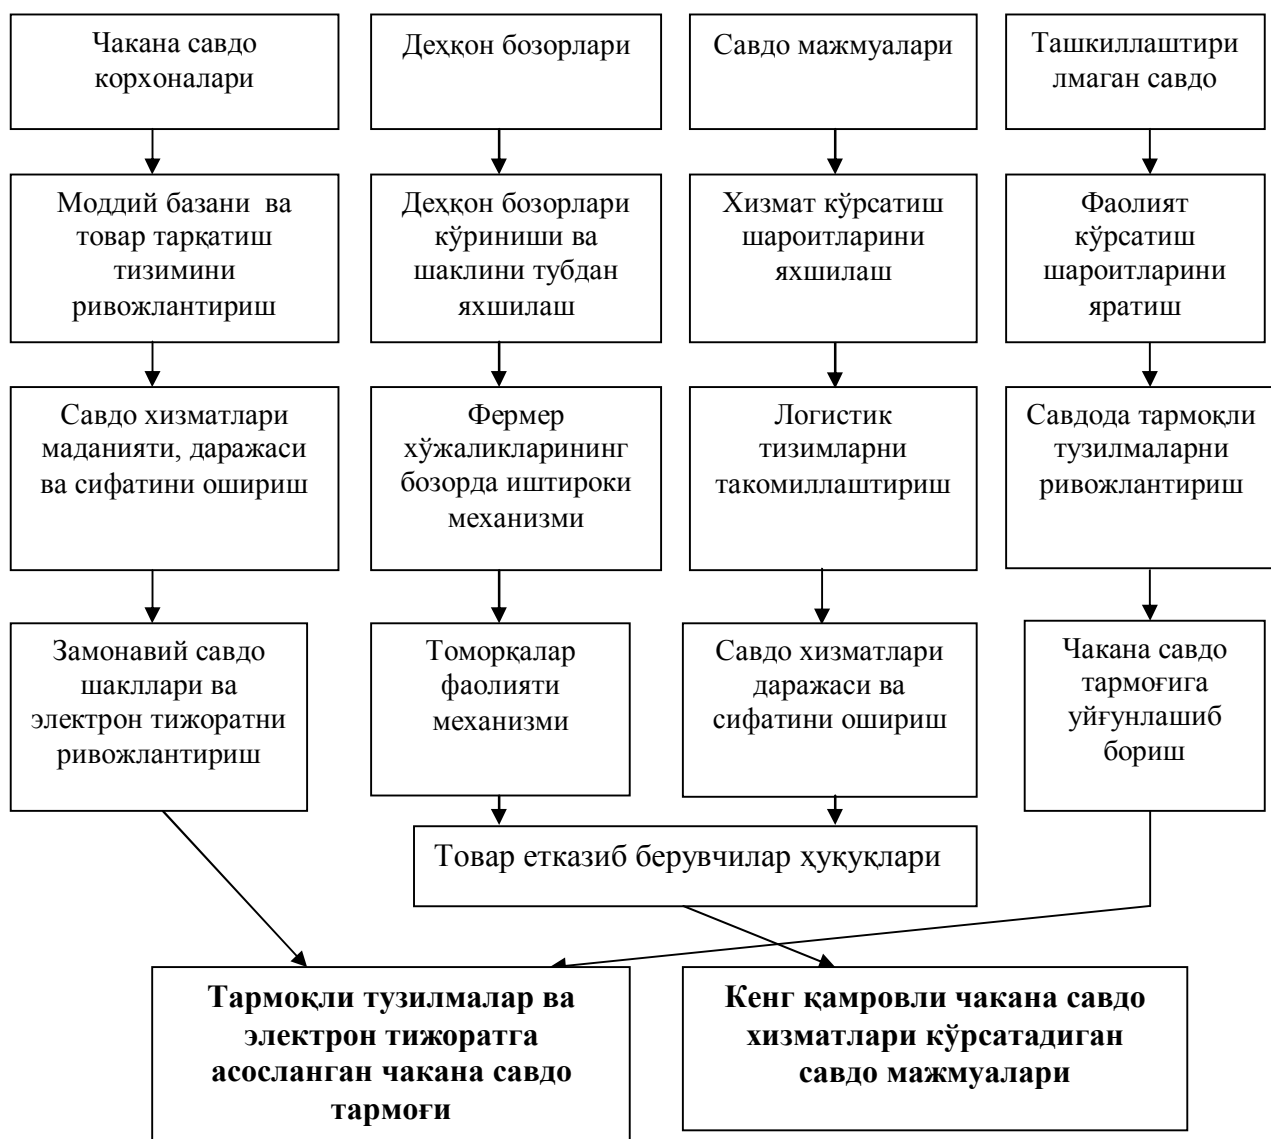 Чакана савдо
корхоналари
Деҳқон бозорлари
Савдо мажмуалари
Ташкиллаштири
лмаган савдо
Моддий базани ва
товар тарқатиш
тизимини
ривожлантириш
Деҳқон бозорлари
кўриниши ва
шаклини тубдан
яхшилаш
Хизмат кўрсатиш
шароитларини
яхшилаш
Фаолият
кўрсатиш
шароитларини
яратиш
Савдо хизматлари
маданияти, даражаси
ва сифатини ошириш
Фермер
хўжаликларининг
бозорда иштироки
механизми
Логистик
тизимларни
такомиллаштириш
Савдода тармоқли
тузилмаларни
ривожлантириш
Замонавий савдо
шакллари ва
электрон тижоратни
ривожлантириш
Томорқалар
фаолияти
механизми
Савдо хизматлари
даражаси ва
сифатини ошириш
Чакана савдо
тармоғига
уйғунлашиб
бориш
Товар етказиб берувчилар ҳуқуқлари
Тармоқли тузилмалар ва
электрон тижоратга
асосланган чакана савдо
тармоғи
Кенг қамровли чакана савдо
хизматлари кўрсатадиган
савдо мажмуалари